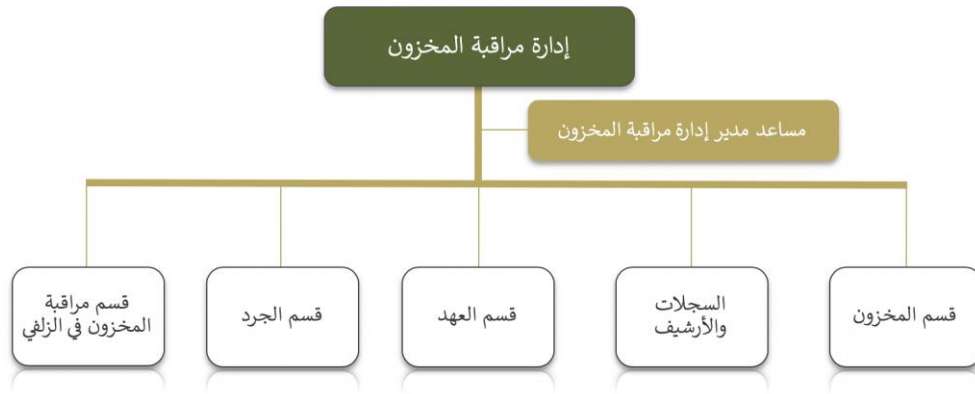 إدارة مراقبة المخزون
مساعد مدير إدارة مراقبة المخزون
قسم المخزون
السجلات
والأرشيف
قسم العهد
قسم الجرد
قسم مراقبة
المخزون في الزلفي